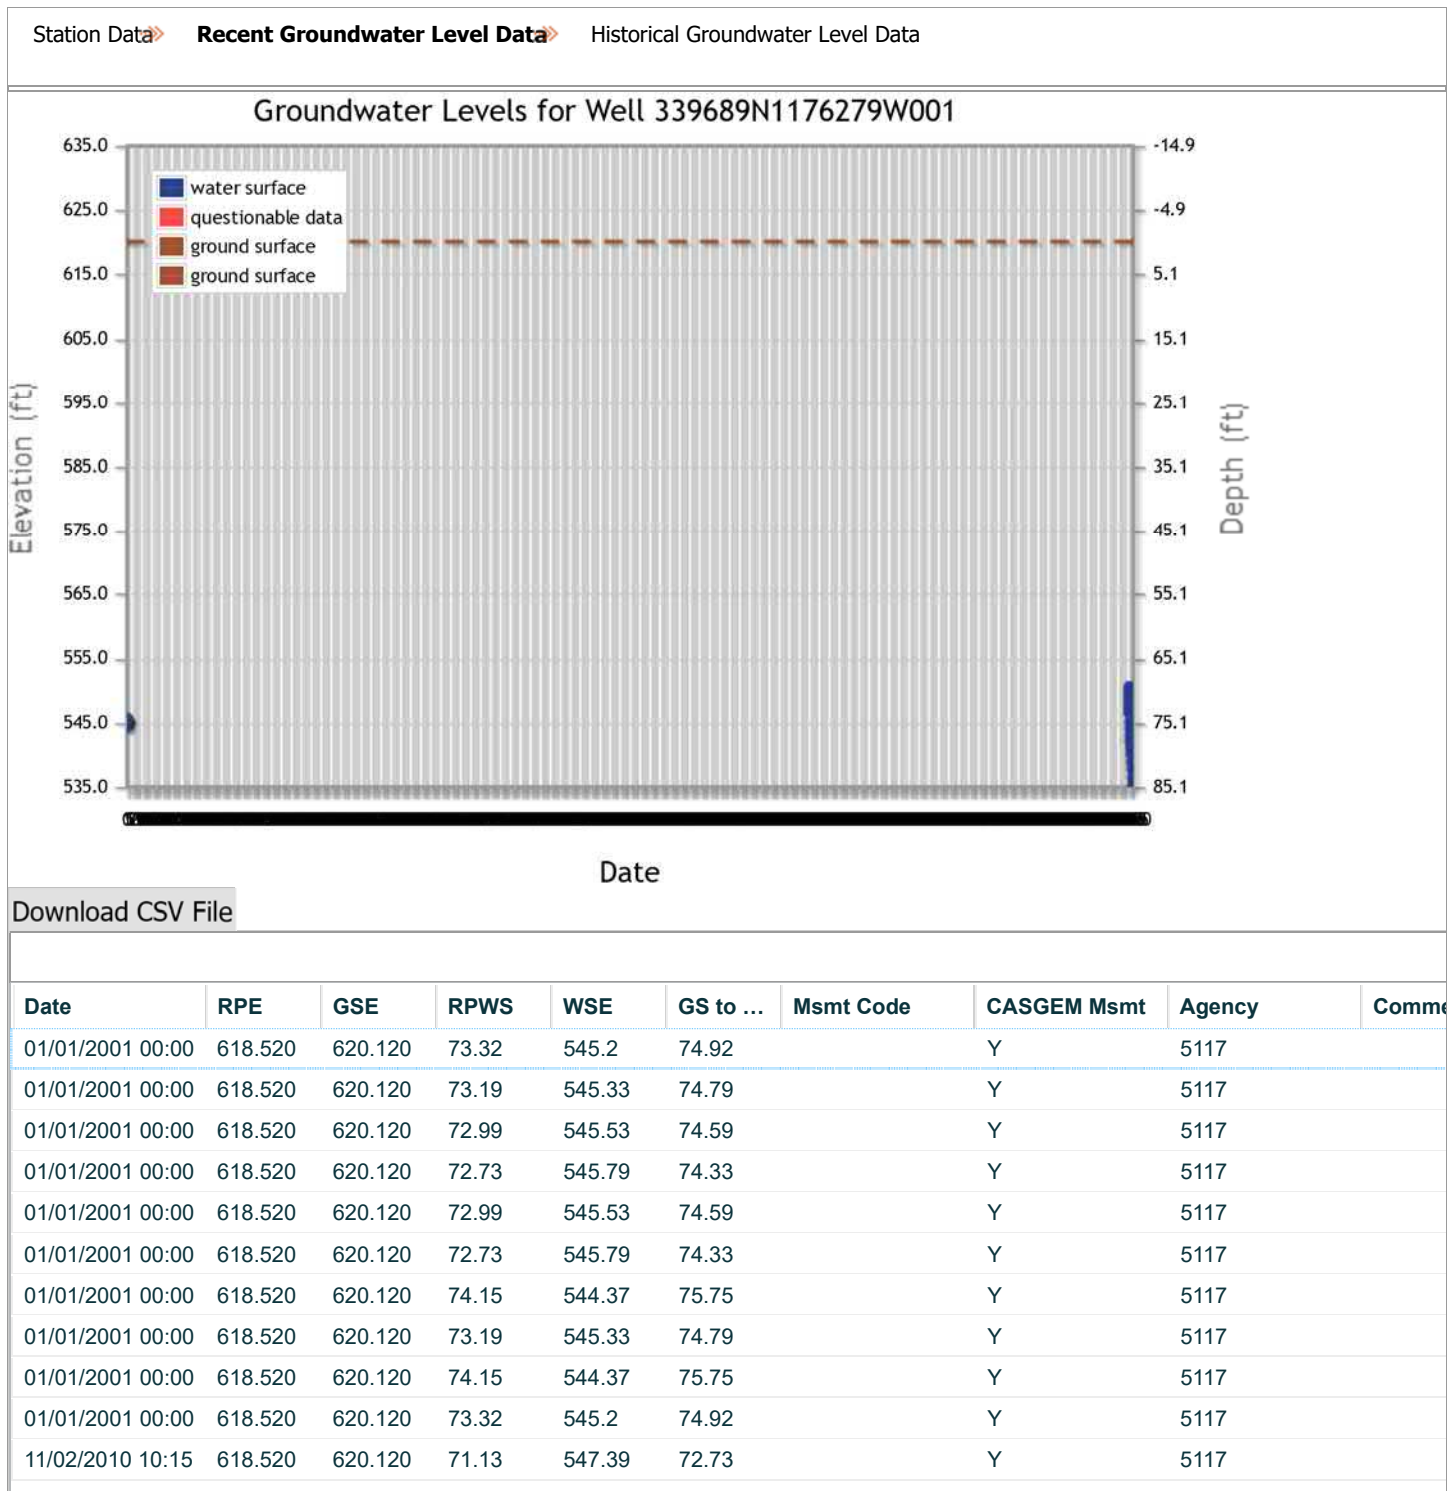 Station Data Recent Groundwater Level Data Historical Groundwater Level Data
Groundwater Levels for Well 339689N1176279W001
635.0 -14.9
water surface
625.0 -4.9
questionable data
ground surface
615.0 5.1
ground surface
605.0 15.1
595.0 25.1
Elevation (ft)
Depth (ft)
585.0 35.1
575.0 45.1
565.0 55.1
555.0 65.1
545.0 75.1
535.0 85.1
Date
Download CSV File
Date RPE GSE RPWS WSE GS to ... Msmt Code CASGEM Msmt Agency Comme
01/01/2001 00:00 618.520 620.120 73.32 545.2 74.92 Y 5117
01/01/2001 00:00 618.520 620.120 73.19 545.33 74.79 Y 5117
01/01/2001 00:00 618.520 620.120 72.99 545.53 74.59 Y 5117
01/01/2001 00:00 618.520 620.120 72.73 545.79 74.33 Y 5117
01/01/2001 00:00 618.520 620.120 72.99 545.53 74.59 Y 5117
01/01/2001 00:00 618.520 620.120 72.73 545.79 74.33 Y 5117
01/01/2001 00:00 618.520 620.120 74.15 544.37 75.75 Y 5117
01/01/2001 00:00 618.520 620.120 73.19 545.33 74.79 Y 5117
01/01/2001 00:00 618.520 620.120 74.15 544.37 75.75 Y 5117
01/01/2001 00:00 618.520 620.120 73.32 545.2 74.92 Y 5117
11/02/2010 10:15 618.520 620.120 71.13 547.39 72.73 Y 5117